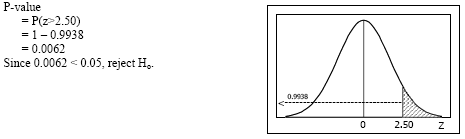 P-value
= P(z>2.50)
= 1 – 0.9938
= 0.0062
Since 0.0062 < 0.05, reject Hₒ.
0.9938
0 2.50 Z